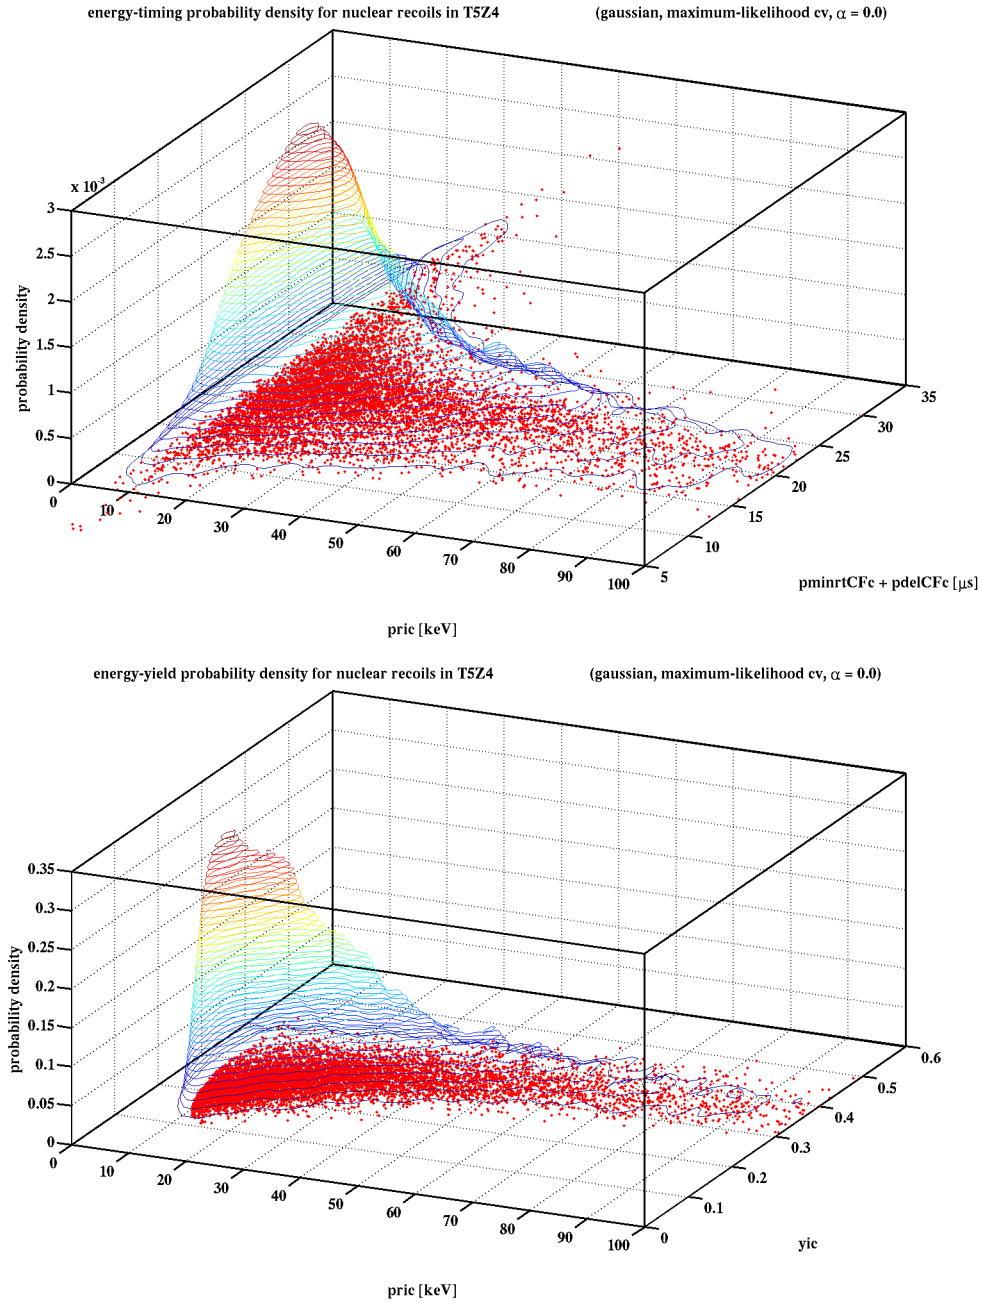 energy-timing probability density for nuclear recoils in T5Z4 (gaussian, maximum-likelihood cv, α = 0.0)
x 10⁻³
3
2.5
2
1.5
1
0.5
0
probability density
0 10 20 30 40 50 60 70 80 90 100
pric [keV]
5 10 15 20 25 30 35
pminrtCFc + pdelCFc [μs]
energy-yield probability density for nuclear recoils in T5Z4 (gaussian, maximum-likelihood cv, α = 0.0)
0.35
0.3
0.25
0.2
0.15
0.1
0.05
0
probability density
0 10 20 30 40 50 60 70 80 90 100
pric [keV]
0 0.1 0.2 0.3 0.4 0.5 0.6
yic